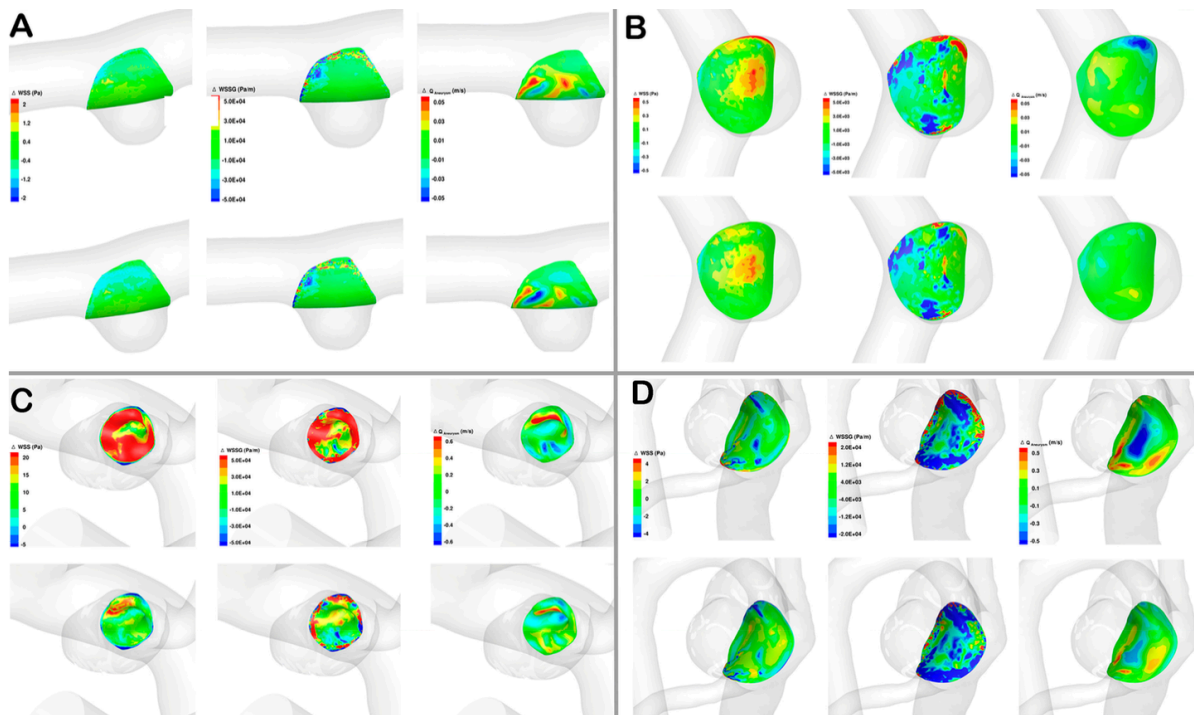 A
Δ WSS (Pa)
2
1.2
0.4
-0.4
-1.2
-2
Δ WSSG (Pa/m)
5.0E+04
3.0E+04
1.0E+04
-1.0E+04
-3.0E+04
-5.0E+04
Δ Q Aneurysm (m/s)
0.05
0.03
0.01
-0.01
-0.03
-0.05
B
Δ WSS (Pa)
0.5
0.3
0.1
-0.1
-0.3
-0.5
Δ WSSG (Pa/m)
5.0E+03
3.0E+03
1.0E+03
-1.0E+03
-3.0E+03
-5.0E+03
Δ Q Aneurysm (m/s)
0.05
0.03
0.01
-0.01
-0.03
-0.05
C
Δ WSS (Pa)
20
15
10
5
0
-5
Δ WSSG (Pa/m)
5.0E+04
3.0E+04
1.0E+04
-1.0E+04
-3.0E+04
-5.0E+04
Δ Q Aneurysm (m/s)
0.6
0.4
0.2
0
-0.2
-0.4
-0.6
D
Δ WSS (Pa)
4
2
0
-2
-4
Δ WSSG (Pa/m)
2.0E+04
1.2E+04
4.0E+03
-4.0E+03
-1.2E+04
-2.0E+04
Δ Q Aneurysm (m/s)
0.5
0.3
0.1
-0.1
-0.3
-0.5